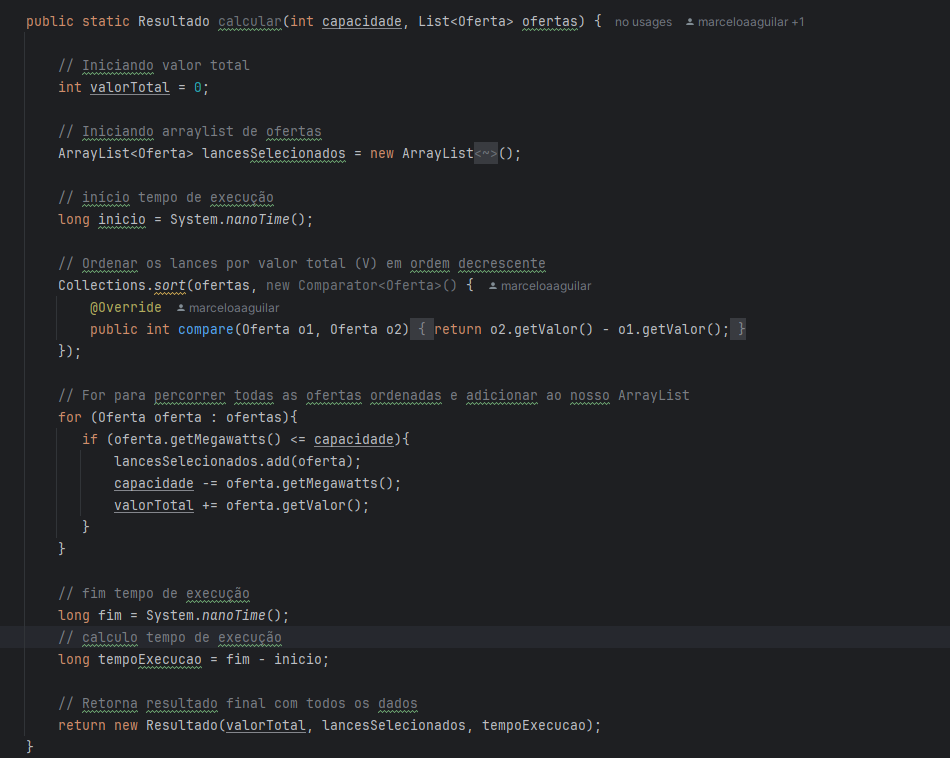 public static Resultado calcular(int capacidade, List<Oferta> ofertas) { no usages marceloaaguilar +1
// Iniciando valor total
int valorTotal = 0;
// Iniciando arraylist de ofertas
ArrayList<Oferta> lancesSelecionados = new ArrayList<~>();
// início tempo de execução
long inicio = System.nanoTime();
// Ordenar os lances por valor total (V) em ordem decrescente
Collections.sort(ofertas, new Comparator<Oferta>() { marceloaaguilar
@Override marceloaaguilar
public int compare(Oferta o1, Oferta o2) { return o2.getValor() - o1.getValor(); }
});
// For para percorrer todas as ofertas ordenadas e adicionar ao nosso ArrayList
for (Oferta oferta : ofertas){
if (oferta.getMegawatts() <= capacidade){
lancesSelecionados.add(oferta);
capacidade -= oferta.getMegawatts();
valorTotal += oferta.getValor();
}
}
// fim tempo de execução
long fim = System.nanoTime();
// calculo tempo de execução
long tempoExecucao = fim - inicio;
// Retorna resultado final com todos os dados
return new Resultado(valorTotal, lancesSelecionados, tempoExecucao);
}